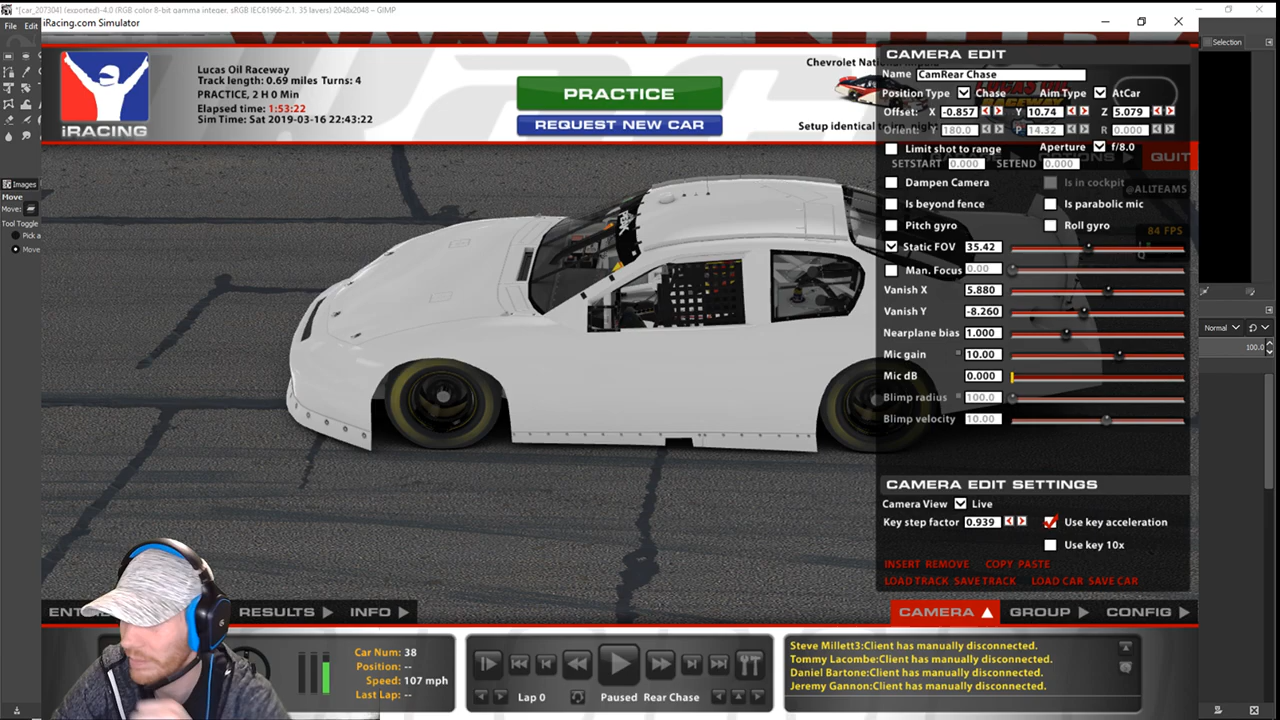 *[car_207304] (exported)-4.0 (RGB color 8-bit gamma integer, sRGB IEC61966-2.1, 35 layers) 2048x2048 – GIMP
File Edit
iRacing.com Simulator
Selection
iRACING
Lucas Oil Raceway
Track length: 0.69 miles Turns: 4
PRACTICE, 2 H 0 Min
Elapsed time: 1:53:22
Sim Time: Sat 2019-03-16 22:43:22
PRACTICE
REQUEST NEW CAR
Chevrolet National
Setup identical to
CAMERA EDIT
Name CamRear Chase
Position Type Chase Aim Type AtCar
Offset: X -0.857 Y 10.74 Z 5.079
Orient: Y 180.0 P 14.32 R 0.000
Limit shot to range Aperture f/8.0
SETSTART 0.000 SETEND 0.000
OPTIONS
QUIT
Dampen Camera Is in cockpit
@ALLTEAMS
Is beyond fence Is parabolic mic
Pitch gyro Roll gyro
84 FPS
Static FOV 35.42
Man. Focus 0.00
Vanish X 5.880
Vanish Y -8.260
Nearplane bias 1.000
Mic gain 10.00
Mic dB 0.000
Blimp radius 100.0
Blimp velocity 10.00
CAMERA EDIT SETTINGS
Camera View Live
Key step factor 0.939 Use key acceleration
Use key 10x
INSERT REMOVE COPY PASTE
LOAD TRACK SAVE TRACK LOAD CAR SAVE CAR
Images
Move
Move:
Tool Toggle
Pick a
Move
Normal
100.0
RESULTS INFO
CAMERA GROUP CONFIG
Car Num: 38
Position: --
Speed: 107 mph
Last Lap: --
Lap 0 Paused Rear Chase
Steve Millett3:Client has manually disconnected.
Tommy Lacombe:Client has manually disconnected.
Daniel Bartone:Client has manually disconnected.
Jeremy Gannon:Client has manually disconnected.